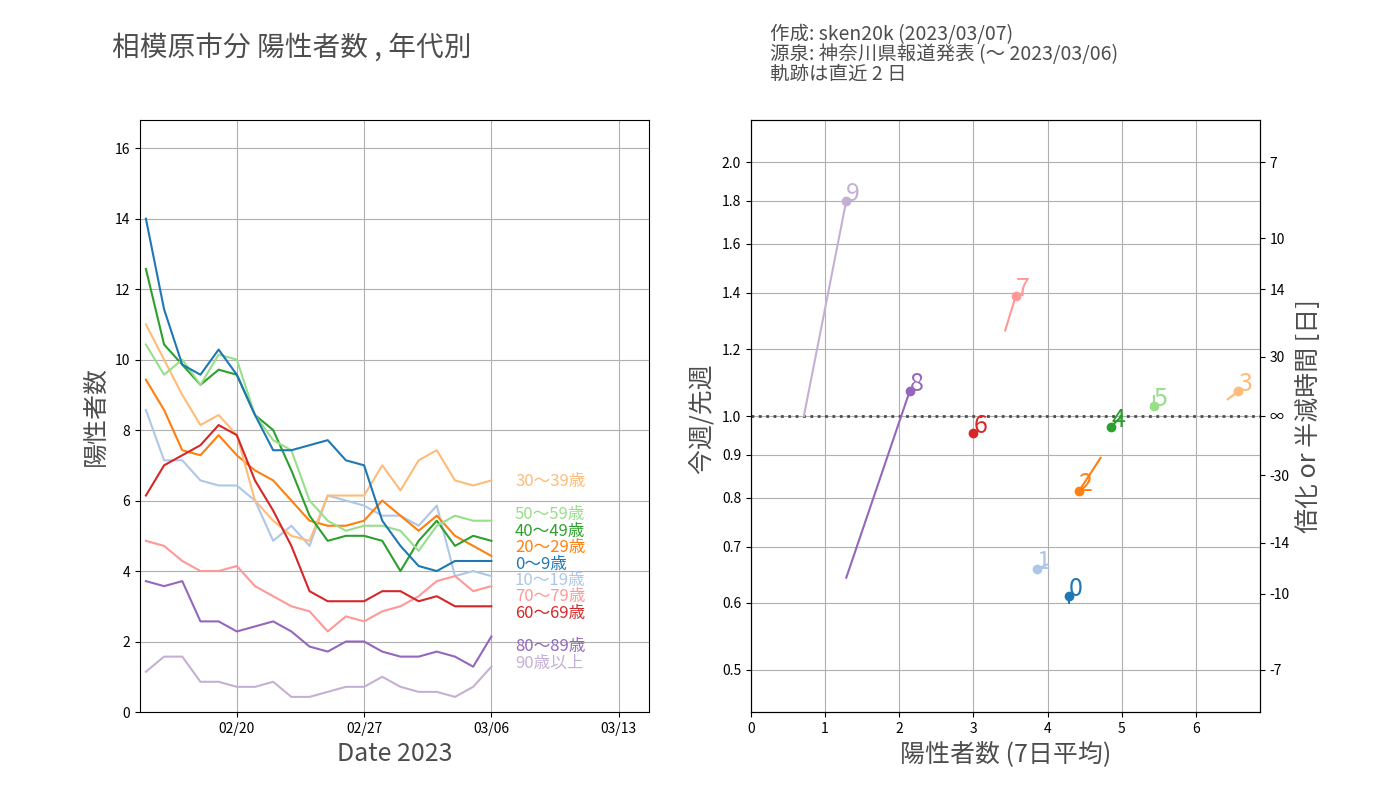 相模原市分 陽性者数 , 年代別
作成: sken20k (2023/03/07)
源泉: 神奈川県報道発表 (〜 2023/03/06)
軌跡は直近 2 日
陽性者数
16
14
12
10
8
6
4
2
0
02/20
02/27
03/06
03/13
Date 2023
30〜39歳
50〜59歳
40〜49歳
20〜29歳
0〜9歳
10〜19歳
70〜79歳
60〜69歳
80〜89歳
90歳以上
今週/先週
2.0
1.8
1.6
1.4
1.2
1.0
0.9
0.8
0.7
0.6
0.5
0
1
2
3
4
5
6
陽性者数 (7日平均)
9
7
8
3
5
4
6
2
1
0
7
10
14
30
∞
-30
-14
-10
-7
倍化 or 半減時間 [日]